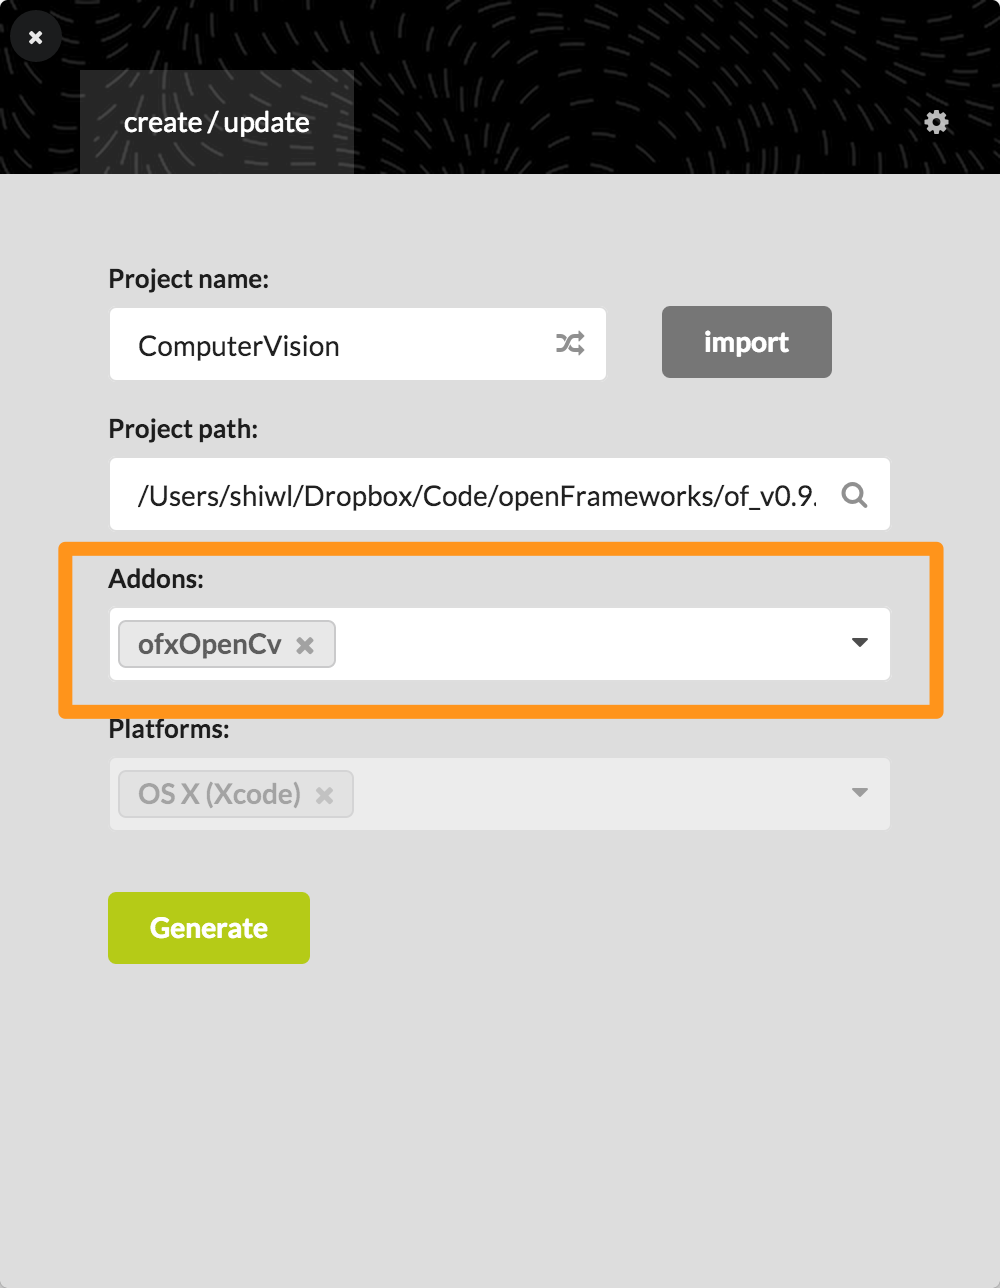 create / update
Project name:
ComputerVision
import
Project path:
/Users/shiwl/Dropbox/Code/openFrameworks/of_v0.9.
Addons:
ofxOpenCv
Platforms:
OS X (Xcode)
Generate